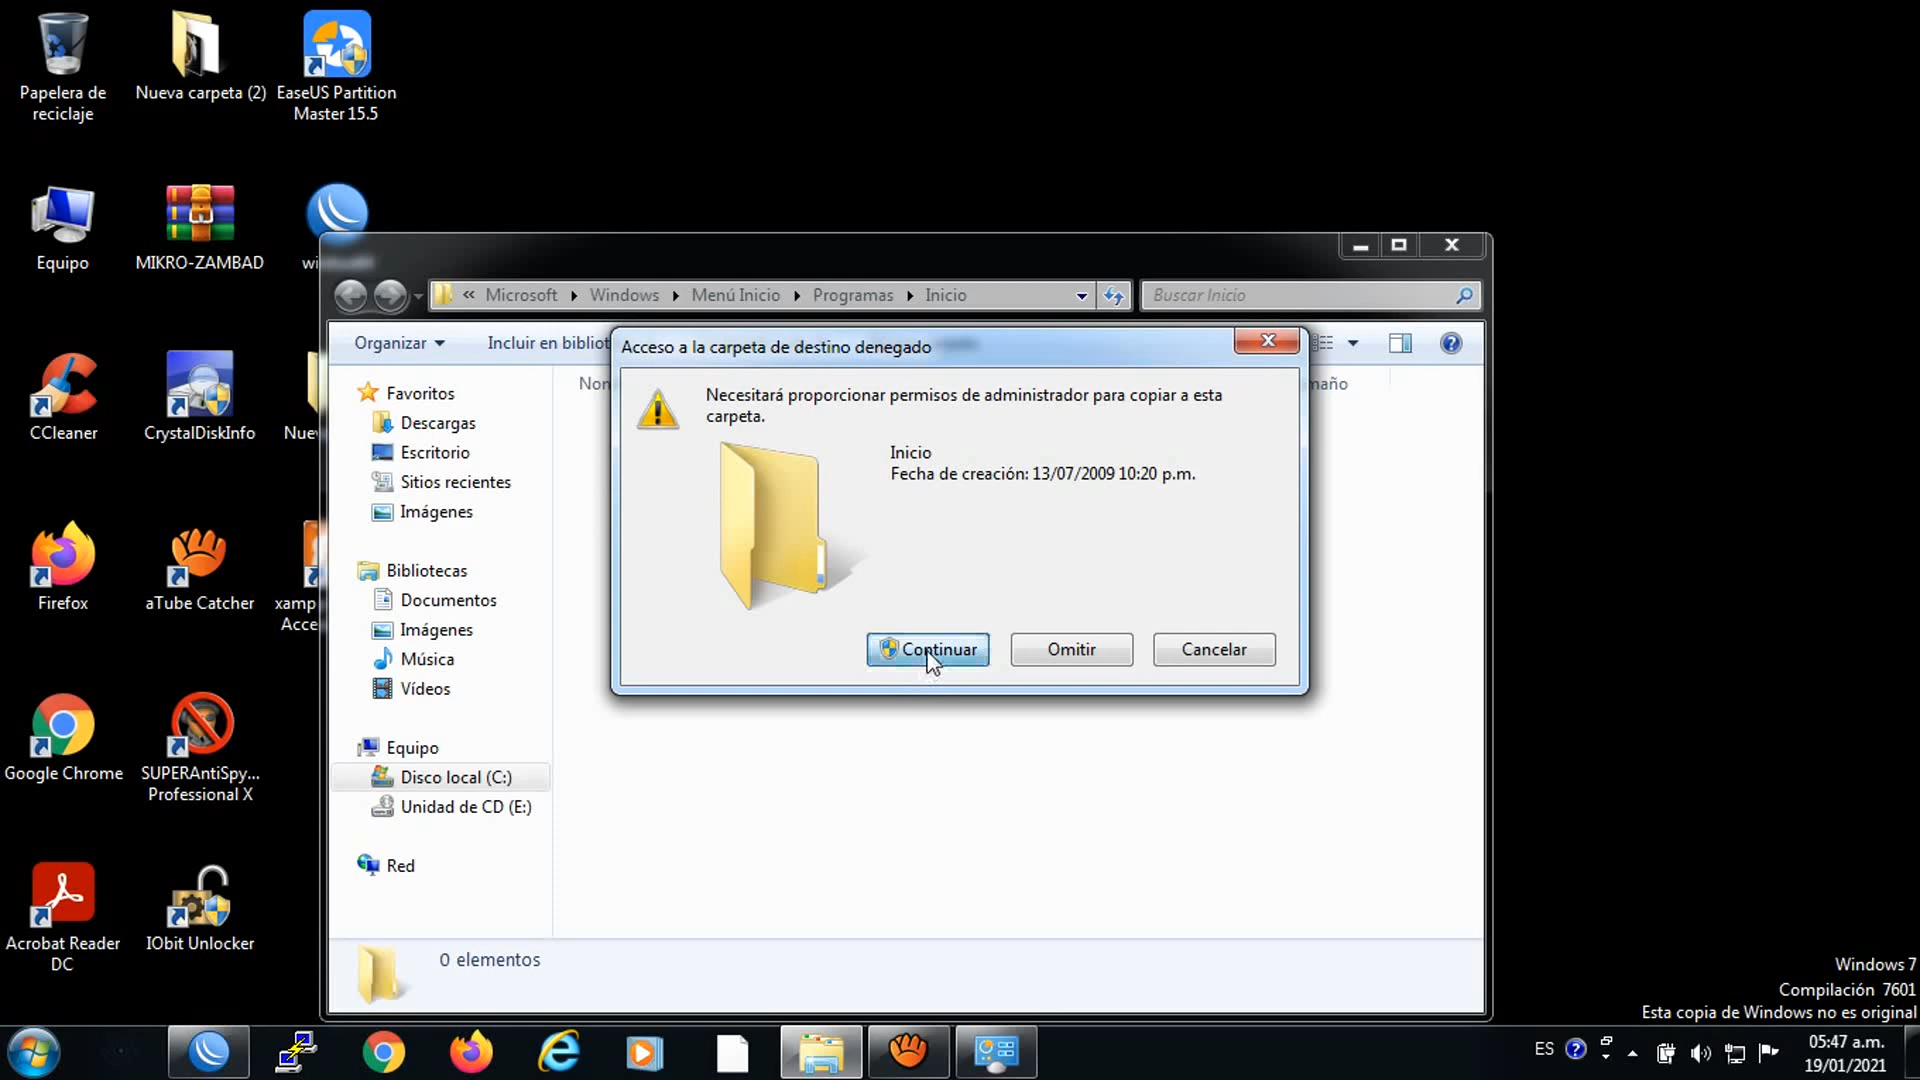 Papelera de
reciclaje
Nueva carpeta (2)
EaseUS Partition
Master 15.5
Equipo
MIKRO-ZAMBAD
CCleaner
CrystalDiskInfo
Firefox
aTube Catcher
Google Chrome
SUPERAntiSpy...
Professional X
Acrobat Reader
DC
IObit Unlocker
« Microsoft Windows Menú Inicio Programas Inicio
Buscar Inicio
Organizar
Incluir en bibliot
Favoritos
Descargas
Escritorio
Sitios recientes
Imágenes
Bibliotecas
Documentos
Imágenes
Música
Vídeos
Equipo
Disco local (C:)
Unidad de CD (E:)
Red
0 elementos
Acceso a la carpeta de destino denegado
Necesitará proporcionar permisos de administrador para copiar a esta
carpeta.
Inicio
Fecha de creación: 13/07/2009 10:20 p.m.
Continuar
Omitir
Cancelar
Windows 7
Compilación 7601
Esta copia de Windows no es original
ES
05:47 a.m.
19/01/2021